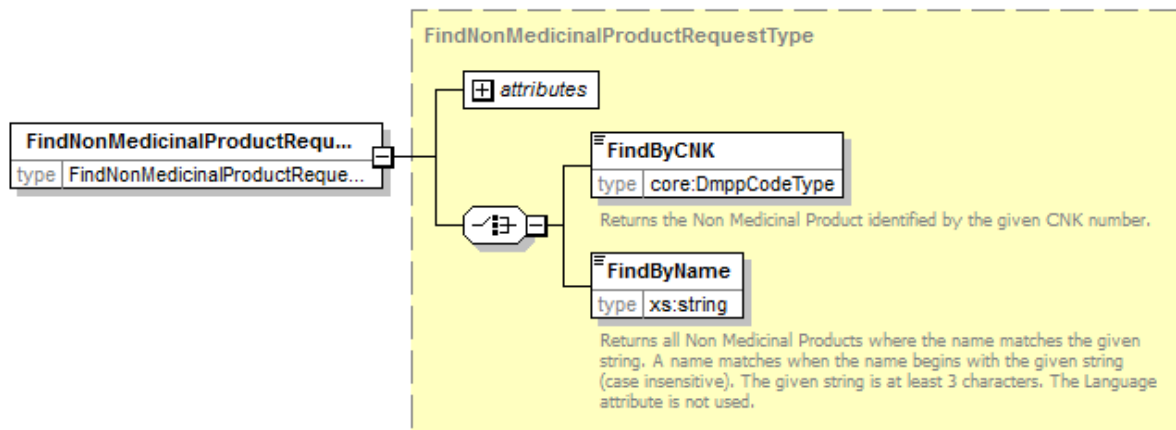 FindNonMedicinalProductRequestType
attributes
FindNonMedicinalProductRequ...
type FindNonMedicinalProductReque...
FindByCNK
type core:DmppCodeType
Returns the Non Medicinal Product identified by the given CNK number.
FindByName
type xs:string
Returns all Non Medicinal Products where the name matches the given
string. A name matches when the name begins with the given string
(case insensitive). The given string is at least 3 characters. The Language
attribute is not used.